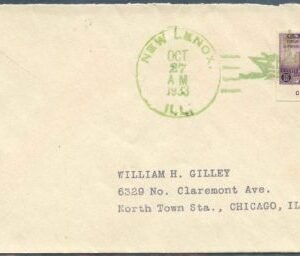 NEW LENOX,
OCT
27
AM
1933
ILL.
WILLIAM H. GILLEY
6329 No. Claremont Ave.
North Town Sta., CHICAGO, IL